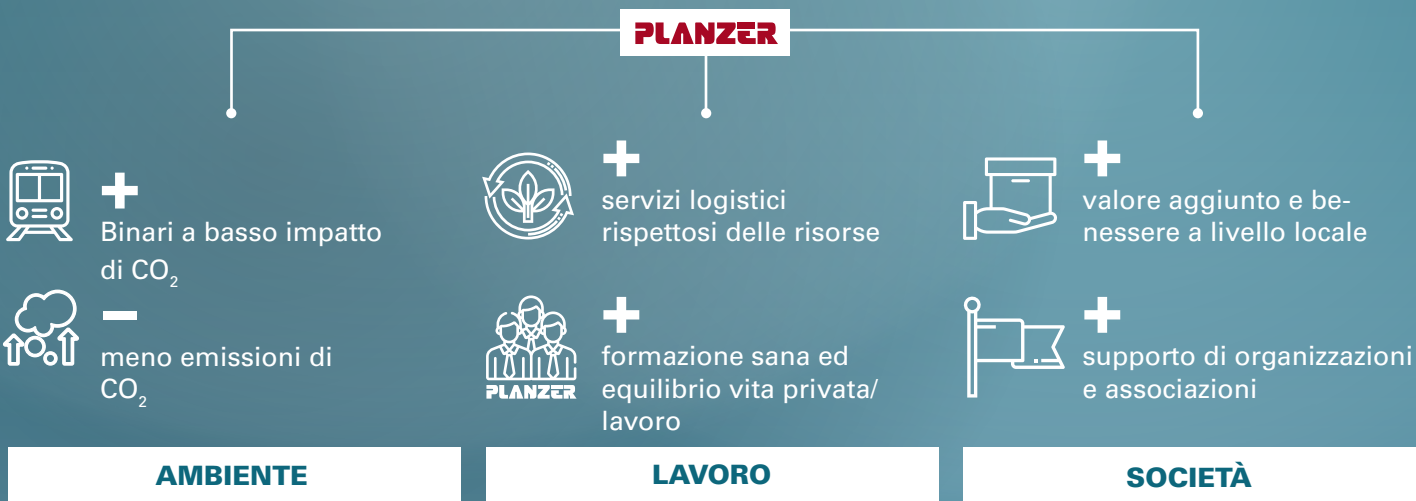 PLANZER
+
Binari a basso impatto
di CO₂
−
meno emissioni di
CO₂
AMBIENTE
+
servizi logistici
rispettosi delle risorse
PLANZER
+
formazione sana ed
equilibrio vita privata/
lavoro
LAVORO
+
valore aggiunto e be-
nessere a livello locale
+
supporto di organizzazioni
e associazioni
SOCIETÀ